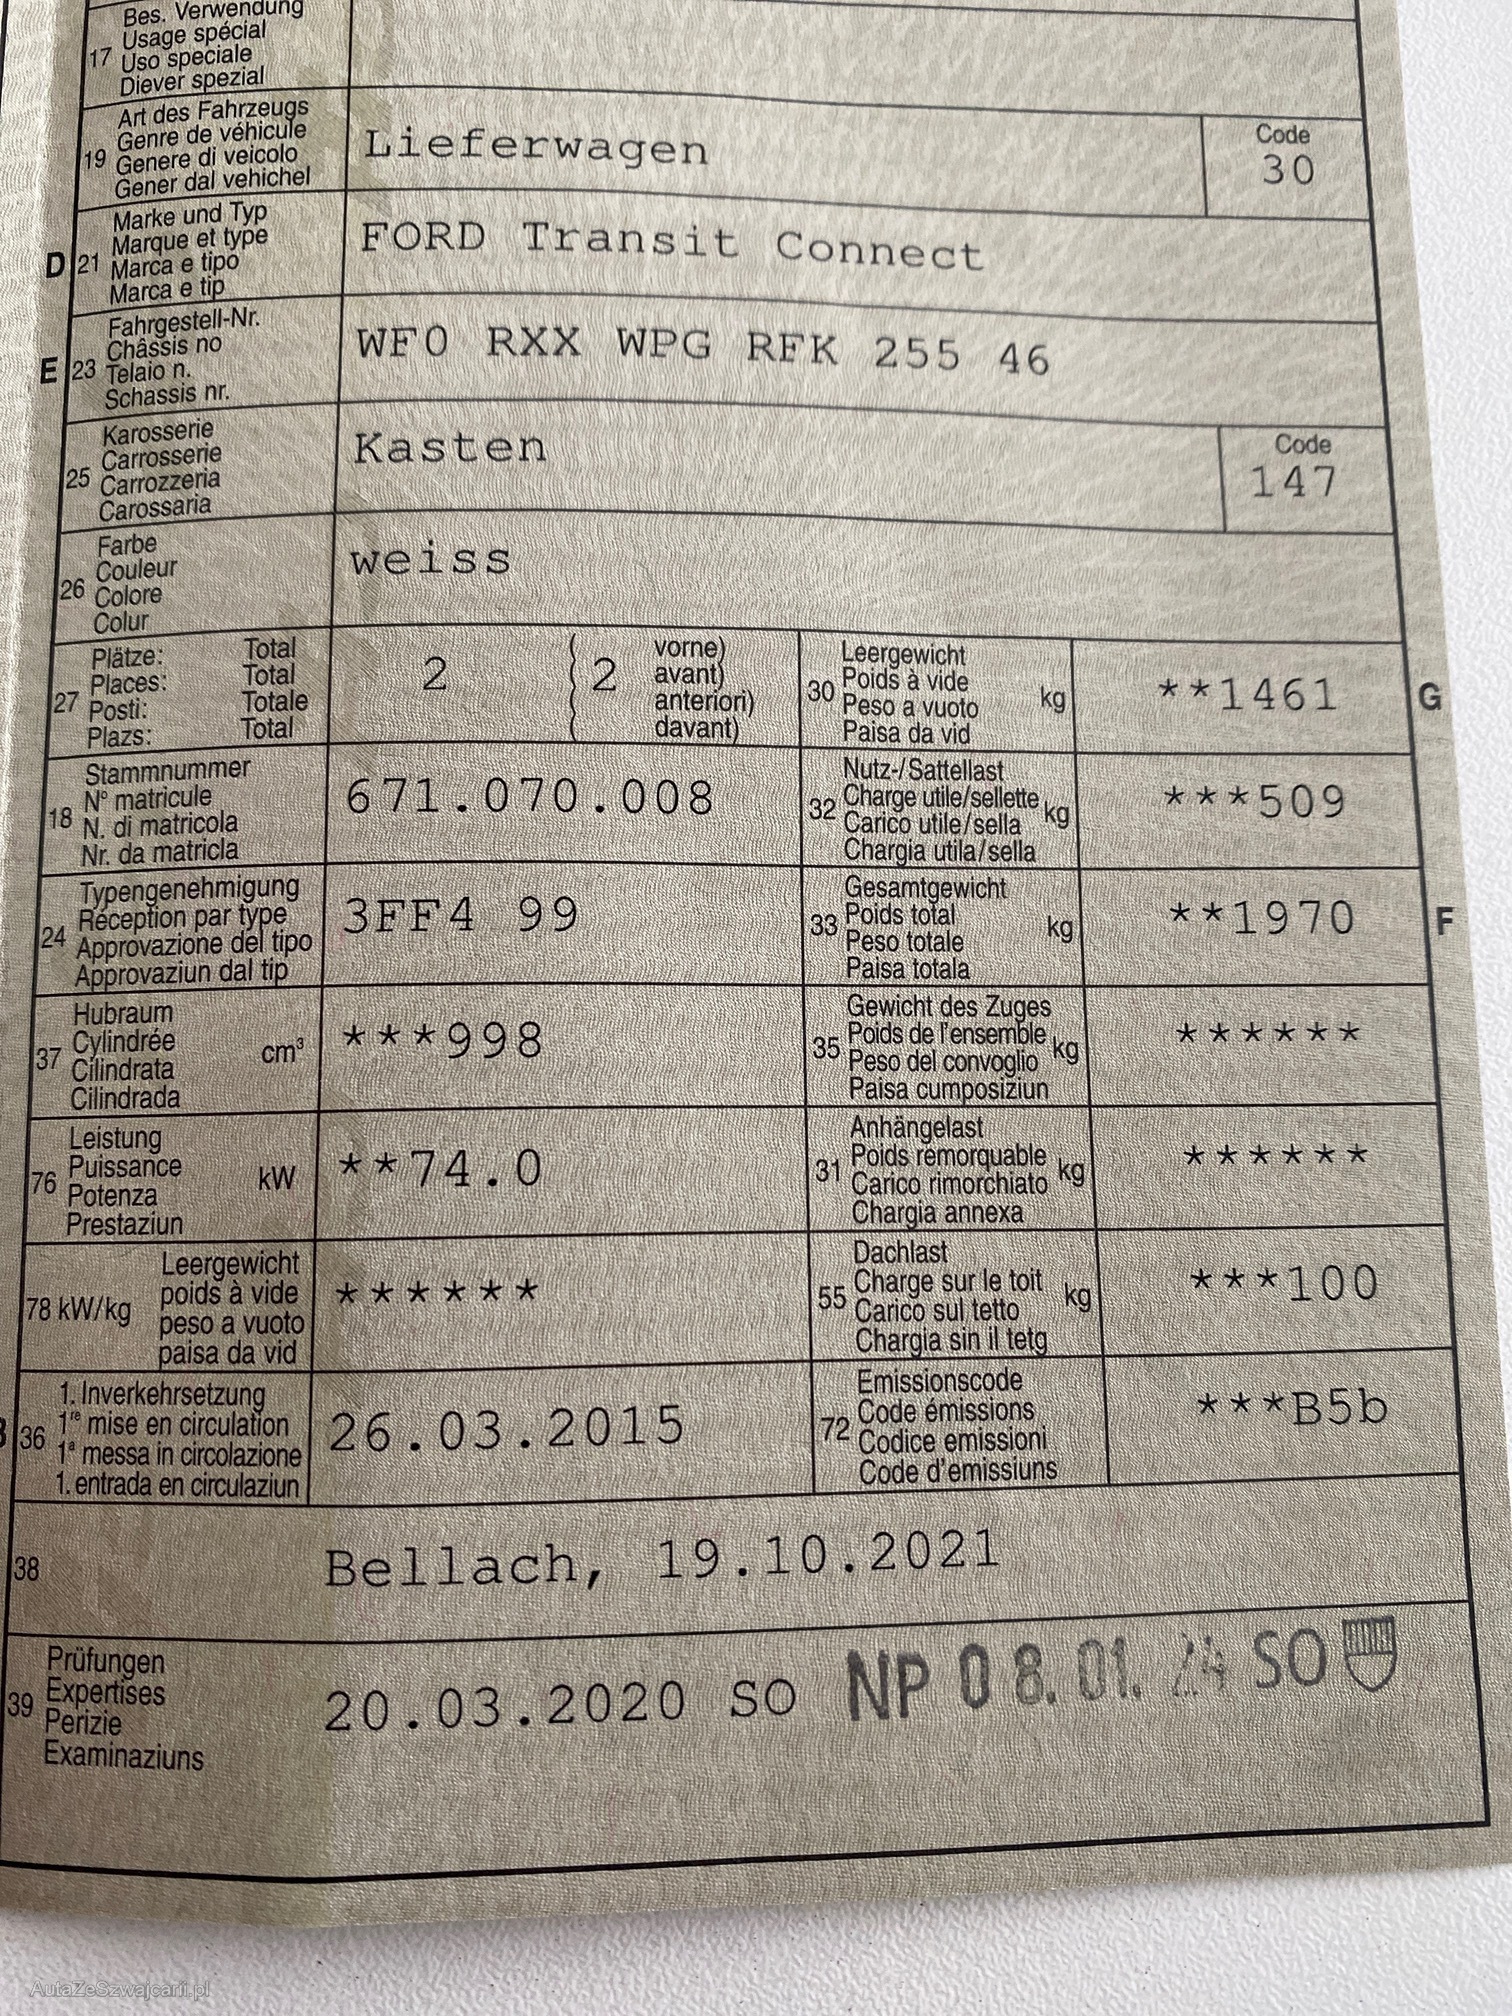 Bes. Verwendung
17 Usage spécial
Uso speciale
Diever spezial
Art des Fahrzeugs
19 Genre de véhicule
Genere di veicolo
Gener dal vehichel
Lieferwagen
Code
30
D 21 Marke und Typ
Marque et type
Marca e tipo
Marca e tip
FORD Transit Connect
E 23 Fahrgestell-Nr.
Châssis no
Telaio n.
Schassis nr.
WF0 RXX WPG RFK 255 46
25 Karosserie
Carrosserie
Carrozzeria
Carossaria
Kasten
Code
147
26 Farbe
Couleur
Colore
Colur
weiss
27 Plätze: Total
Places: Total
Posti: Totale
Plazs: Total
2 2 vorne)
avant)
anteriori)
davant)
30 Leergewicht
Poids à vide
Peso a vuoto
Paisa da vid
kg
**1461 G
18 Stammnummer
N° matricule
N. di matricola
Nr. da matricla
671.070.008
32 Nutz-/Sattellast
Charge utile/sellette
Carico utile/sella
Chargia utila/sella
kg
***509
24 Typengenehmigung
Réception par type
Approvazione del tipo
Approvaziun dal tip
3FF4 99
33 Gesamtgewicht
Poids total
Peso totale
Paisa totala
kg
**1970 F
37 Hubraum
Cylindrée
Cilindrata
Cilindrada
cm³
***998
35 Gewicht des Zuges
Poids de l'ensemble
Peso del convoglio
Paisa cumposiziun
kg
******
76 Leistung
Puissance
Potenza
Prestaziun
kW
**74.0
31 Anhängelast
Poids remorquable
Carico rimorchiato
Chargia annexa
kg
******
78 kW/kg
Leergewicht
poids à vide
peso a vuoto
paisa da vid
******
55 Dachlast
Charge sur le toit
Carico sul tetto
Chargia sin il tetg
kg
***100
B 36 1. Inverkehrsetzung
1re mise en circulation
1a messa in circolazione
1. entrada en circulaziun
26.03.2015
72 Emissionscode
Code émissions
Codice emissioni
Code d'emissiuns
***B5b
38 Bellach, 19.10.2021
39 Prüfungen
Expertises
Perizie
Examinaziuns
20.03.2020 SO NP 08.01.24 SO
AutaZeSzwajcarii.pl